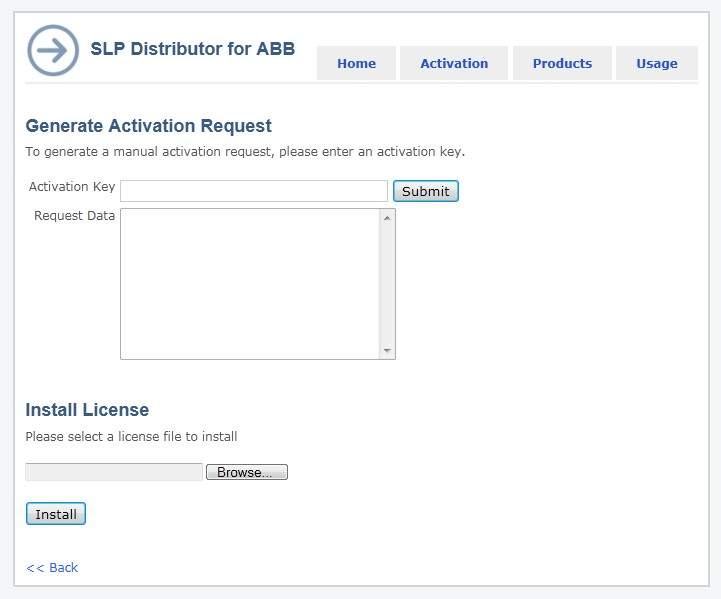 SLP Distributor for ABB
Home Activation Products Usage
Generate Activation Request
To generate a manual activation request, please enter an activation key.
Activation Key Submit
Request Data
Install License
Please select a license file to install
Browse...
Install
<< Back